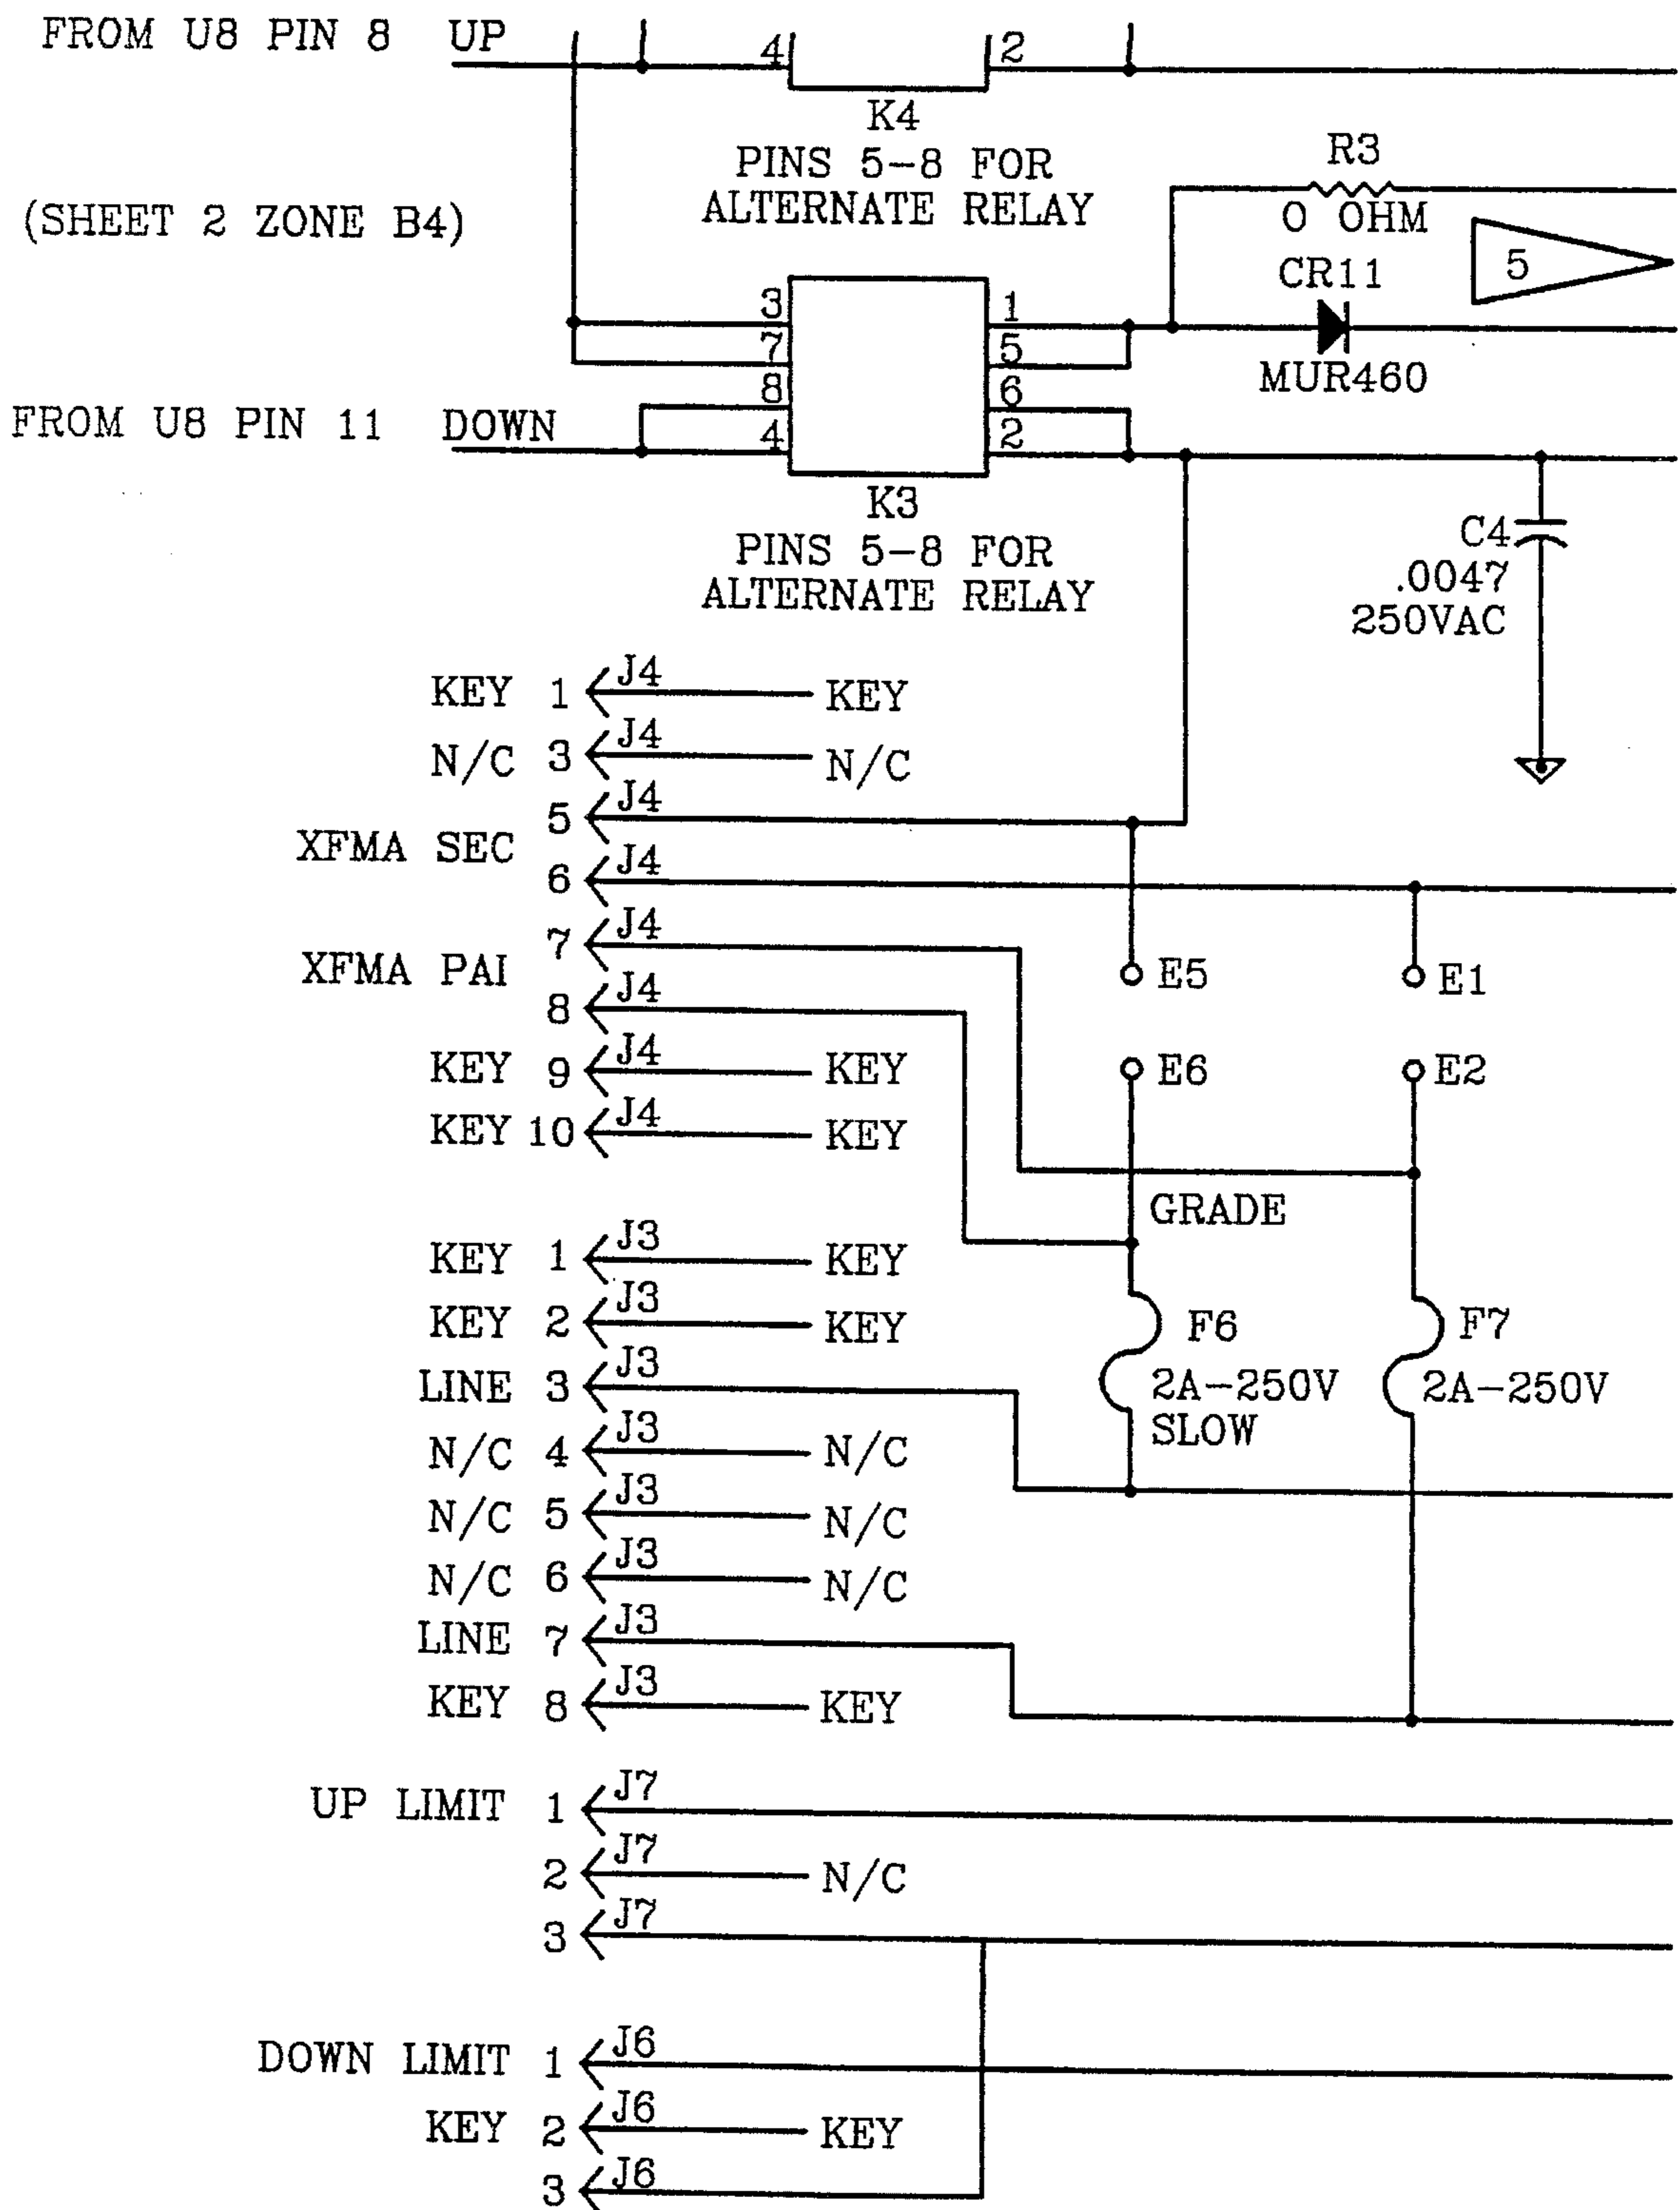 FROM U8 PIN 8 UP
4 2
K4
PINS 5-8 FOR
ALTERNATE RELAY
R3
0 OHM
(SHEET 2 ZONE B4)
5
CR11
MUR460
3 1
7 5
8 6
4 2
FROM U8 PIN 11 DOWN
K3
PINS 5-8 FOR
ALTERNATE RELAY
C4
.0047
250VAC
KEY 1 J4 KEY
N/C 3 J4 N/C
5 J4
XFMA SEC
6 J4
7 J4
XFMA PAI
E5 E1
8 J4
KEY 9 J4 KEY
E6 E2
KEY 10 J4 KEY
GRADE
KEY 1 J3 KEY
KEY 2 J3 KEY
F6 F7
LINE 3 J3
2A-250V 2A-250V
SLOW
N/C 4 J3 N/C
N/C 5 J3 N/C
N/C 6 J3 N/C
LINE 7 J3
KEY 8 J3 KEY
UP LIMIT 1 J7
2 J7 N/C
3 J7
DOWN LIMIT 1 J6
KEY 2 J6 KEY
3 J6